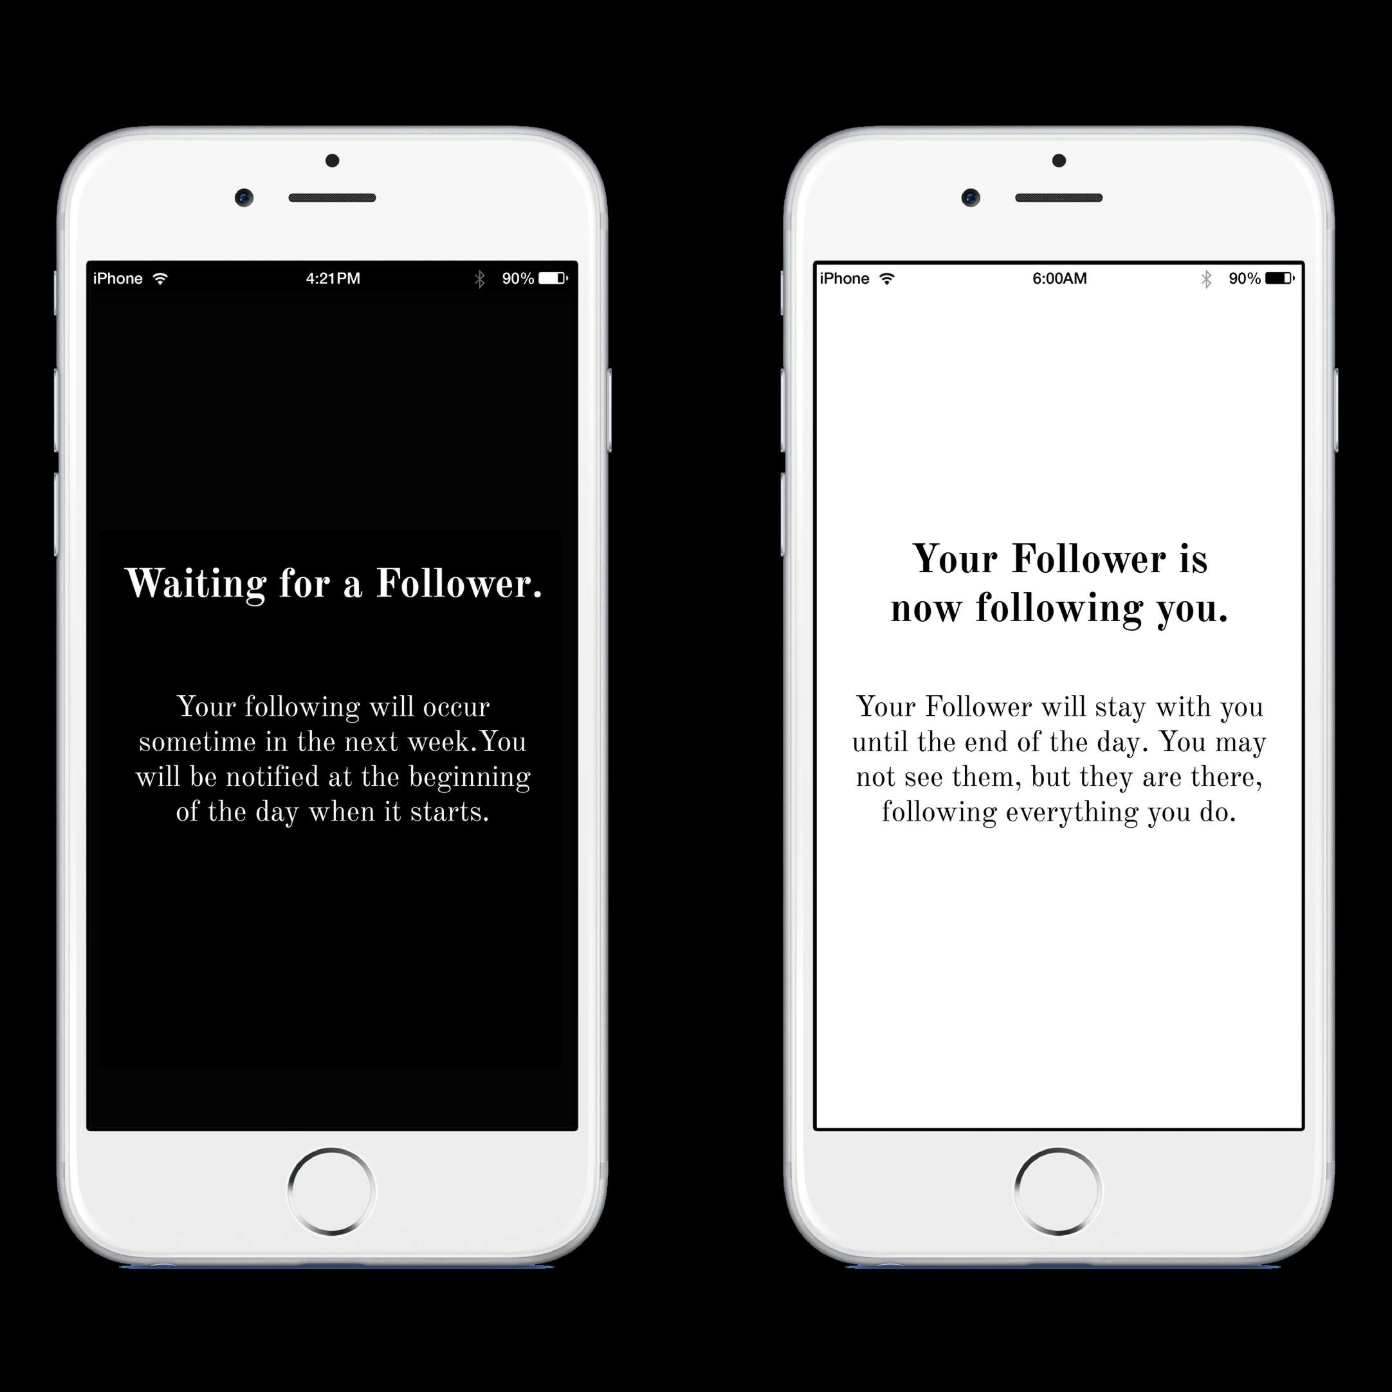 iPhone 4:21PM 90%
Waiting for a Follower.
Your following will occur
sometime in the next week.You
will be notified at the beginning
of the day when it starts.
iPhone 6:00AM 90%
Your Follower is
now following you.
Your Follower will stay with you
until the end of the day. You may
not see them, but they are there,
following everything you do.